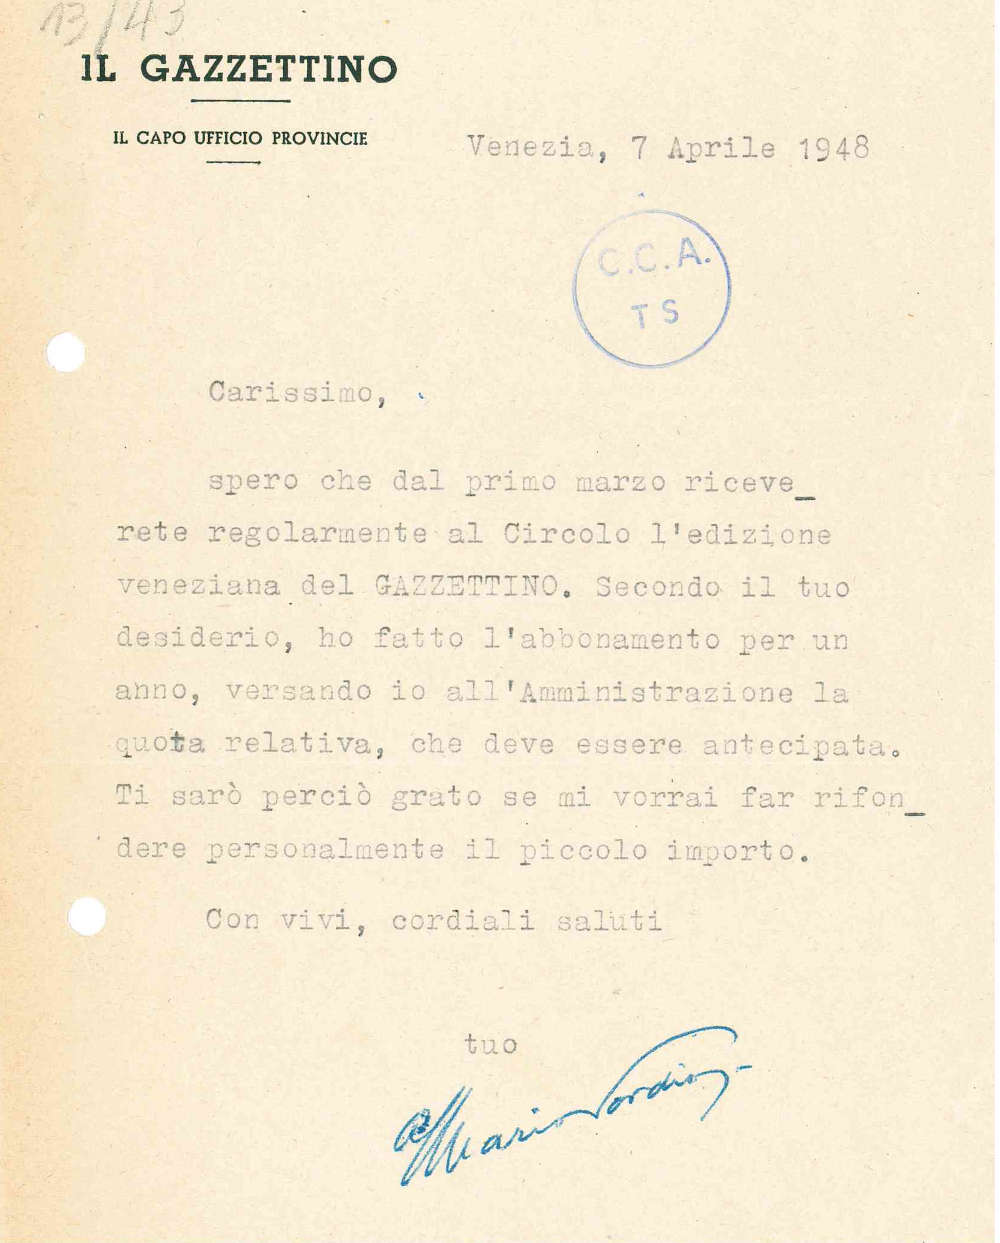 13/43
IL GAZZETTINO
IL CAPO UFFICIO PROVINCIE
Venezia, 7 Aprile 1948
C.C.A.
TS
Carissimo,
spero che dal primo marzo riceve_
rete regolarmente al Circolo l'edizione
veneziana del GAZZETTINO. Secondo il tuo
desiderio, ho fatto l'abbonamento per un
anno, versando io all'Amministrazione la
quota relativa, che deve essere antecipata.
Ti sarò perciò grato se mi vorrai far rifon_
dere personalmente il piccolo importo.
Con vivi, cordiali saluti
tuo
Mario